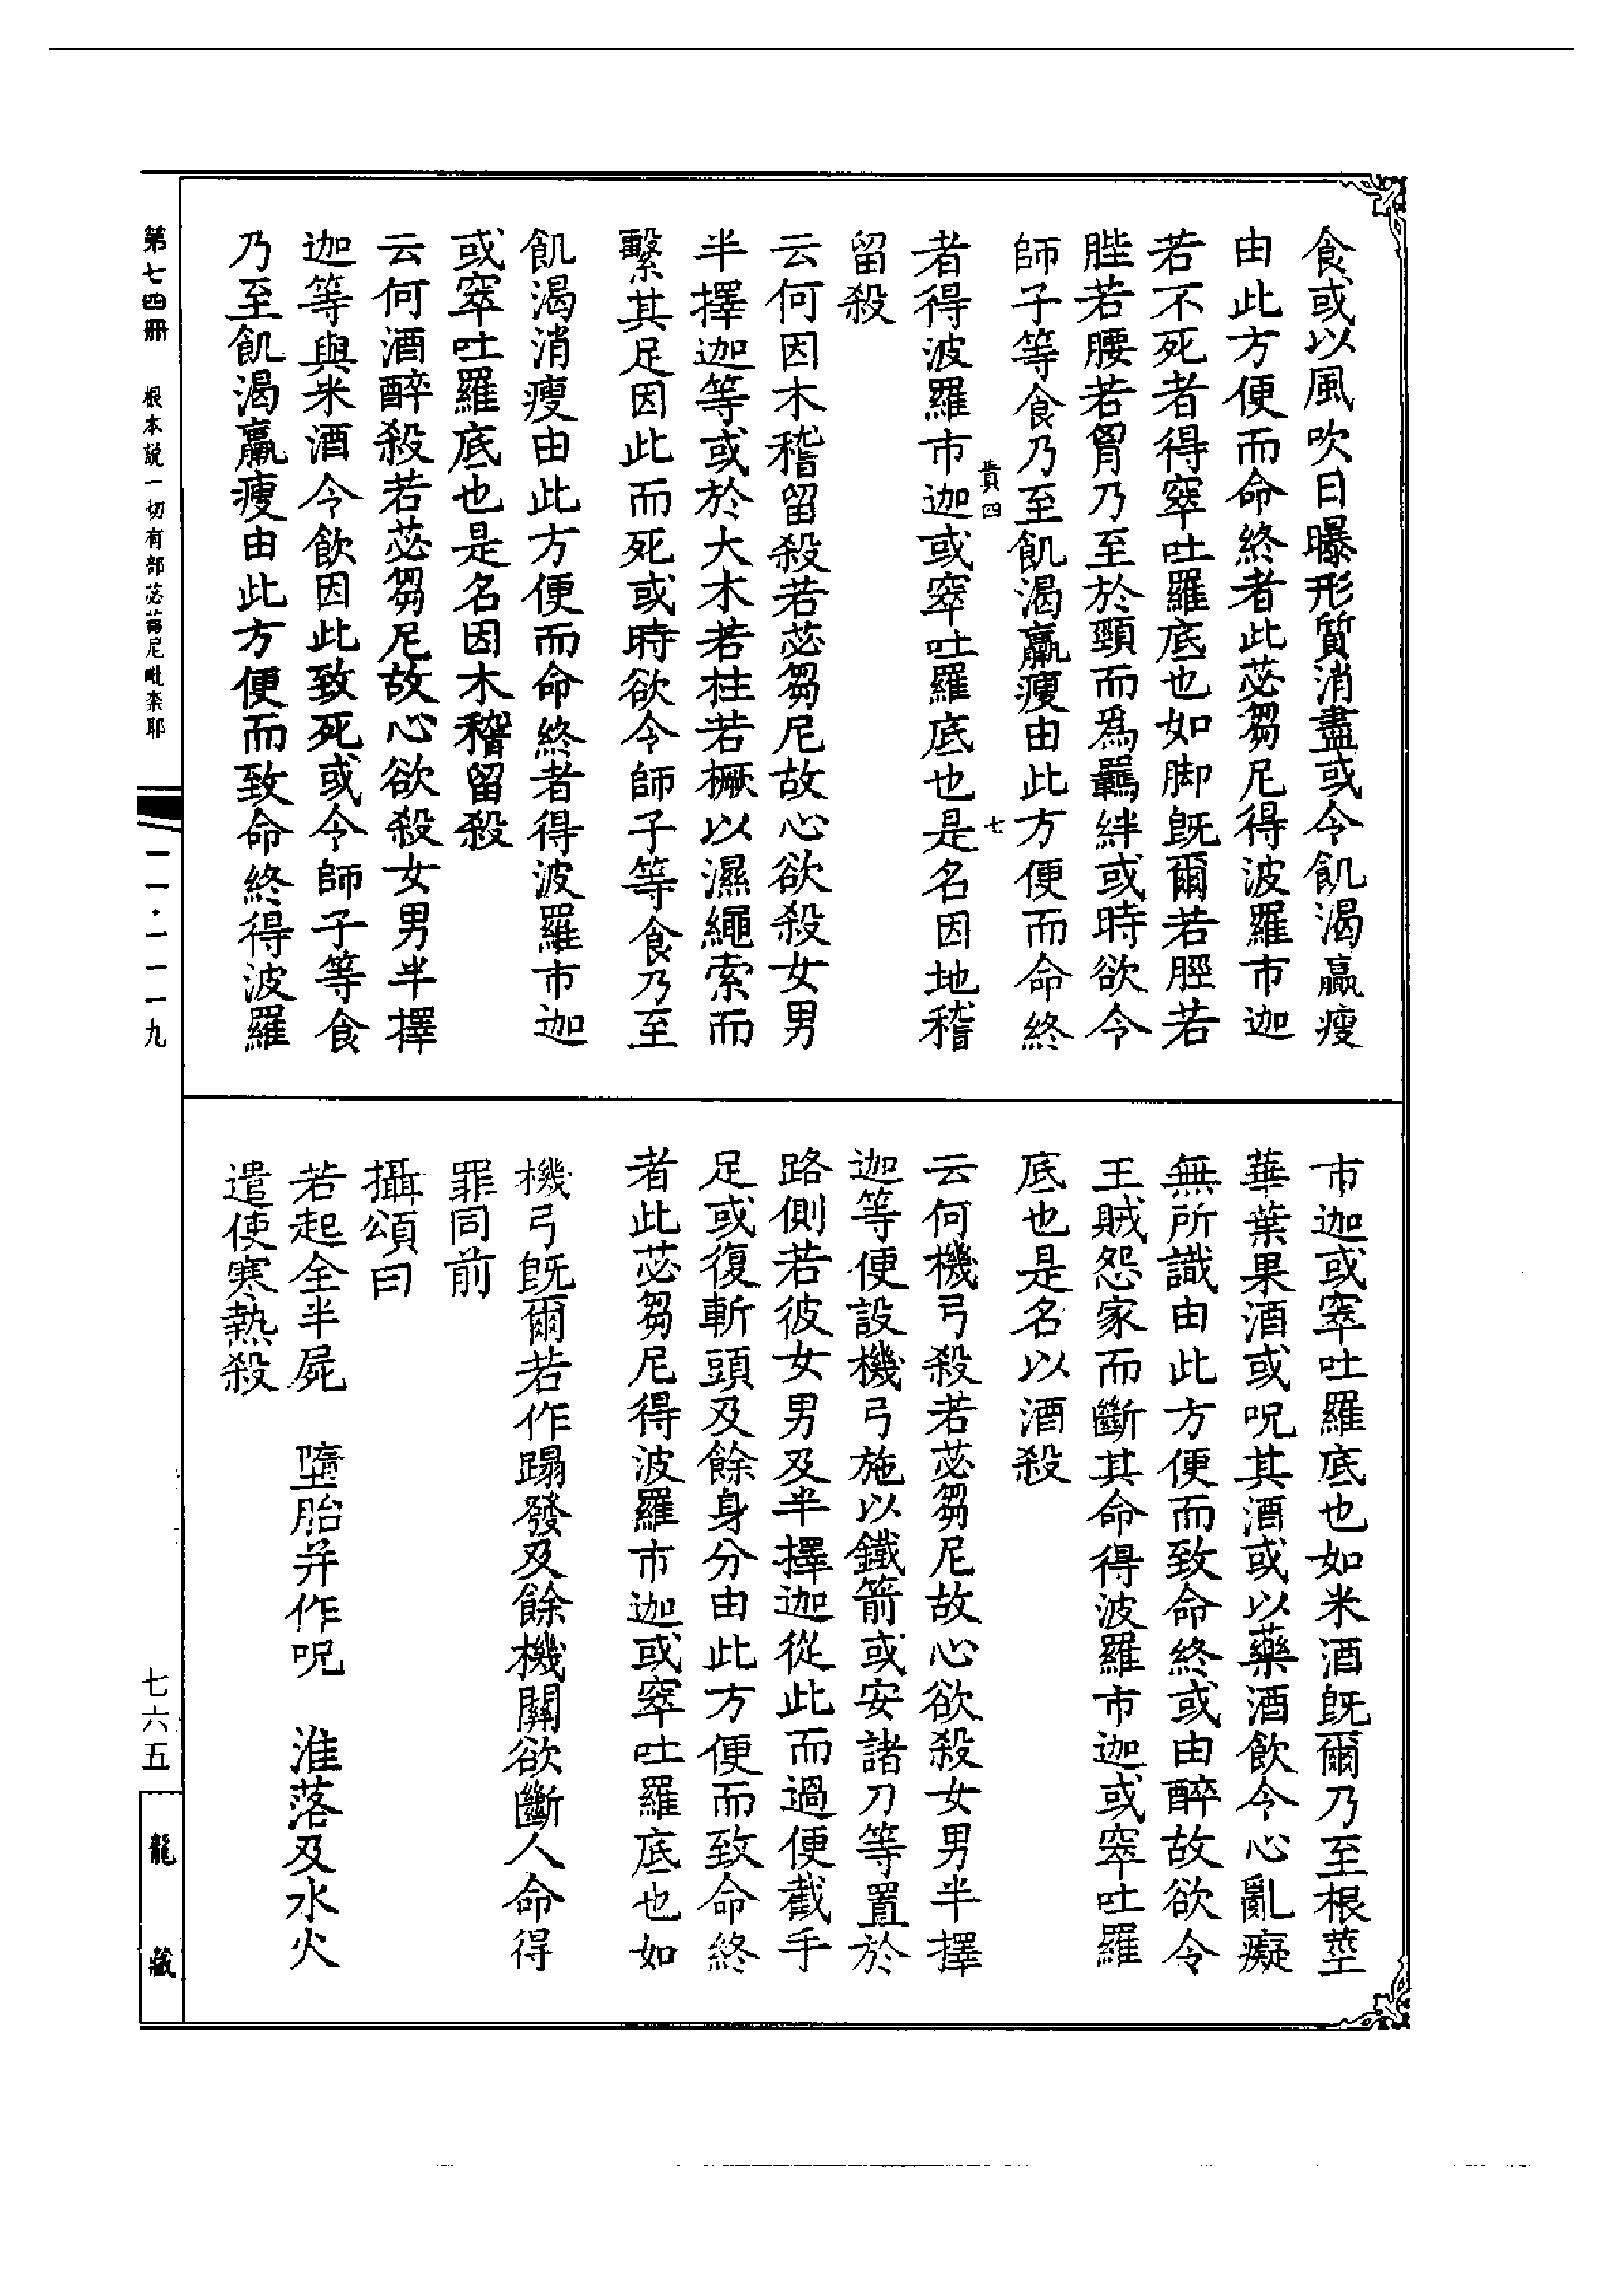 食或以風吹日曝形質消盡或令飢渴羸瘦
由此方便而命終者此苾芻尼得波羅市迦
若不死者得窣吐羅底也如脚既爾若脛若
䏶若腰若胷乃至於頸而爲羈絆或時欲令
師子等食乃至飢渴羸瘦由此方便而命終
者得波羅市迦或窣吐羅底也是名因地稽
留殺
云何因木稽留殺若苾芻尼故心欲殺女男
半擇迦等或於大木若柱若橛以濕繩索而
繫其足因此而死或時欲令師子等食乃至
飢渴消瘦由此方便而命終者得波羅市迦
或窣吐羅底也是名因木稽留殺
云何酒醉殺若苾芻尼故心欲殺女男半擇
迦等與米酒令飲因此致死或令師子等食
乃至飢渴羸瘦由此方便而致命終得波羅
市迦或窣吐羅底也如米酒既爾乃至根莖
華葉果酒或呪其酒或以藥酒飲令心亂癡
無所識由此方便而致命終或由醉故欲令
王賊怨家而斷其命得波羅市迦或窣吐羅
底也是名以酒殺
云何機弓殺若苾芻尼故心欲殺女男半擇
迦等便設機弓施以鐵箭或安諸刀等置於
路側若彼女男及半擇迦從此而過便截手
足或復斬頭及餘身分由此方便而致命終
者此苾芻尼得波羅市迦或窣吐羅底也如
機弓既爾若作蹋發及餘機關欲斷人命得
罪同前
攝頌曰
若起全半屍　墮胎并作呪　淮落及水火
遣使寒熱殺
黄四
七
第七四冊　根本說一切有部苾芻尼毗柰耶
一一·一一一九
七六五
龍藏